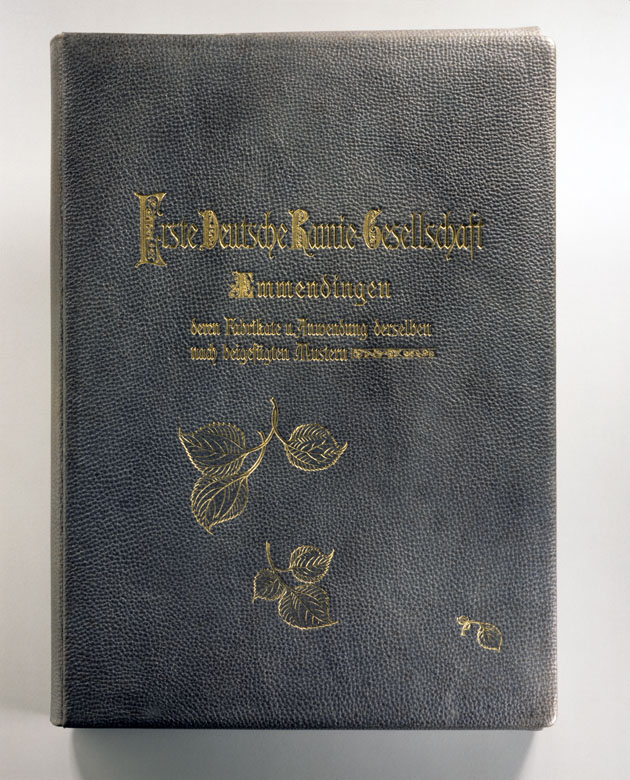 Erste Deutsche Ramie-Gesellschaft
Emmendingen
deren Fabrikate u. Anwendung derselben
nach beigefügten Mustern